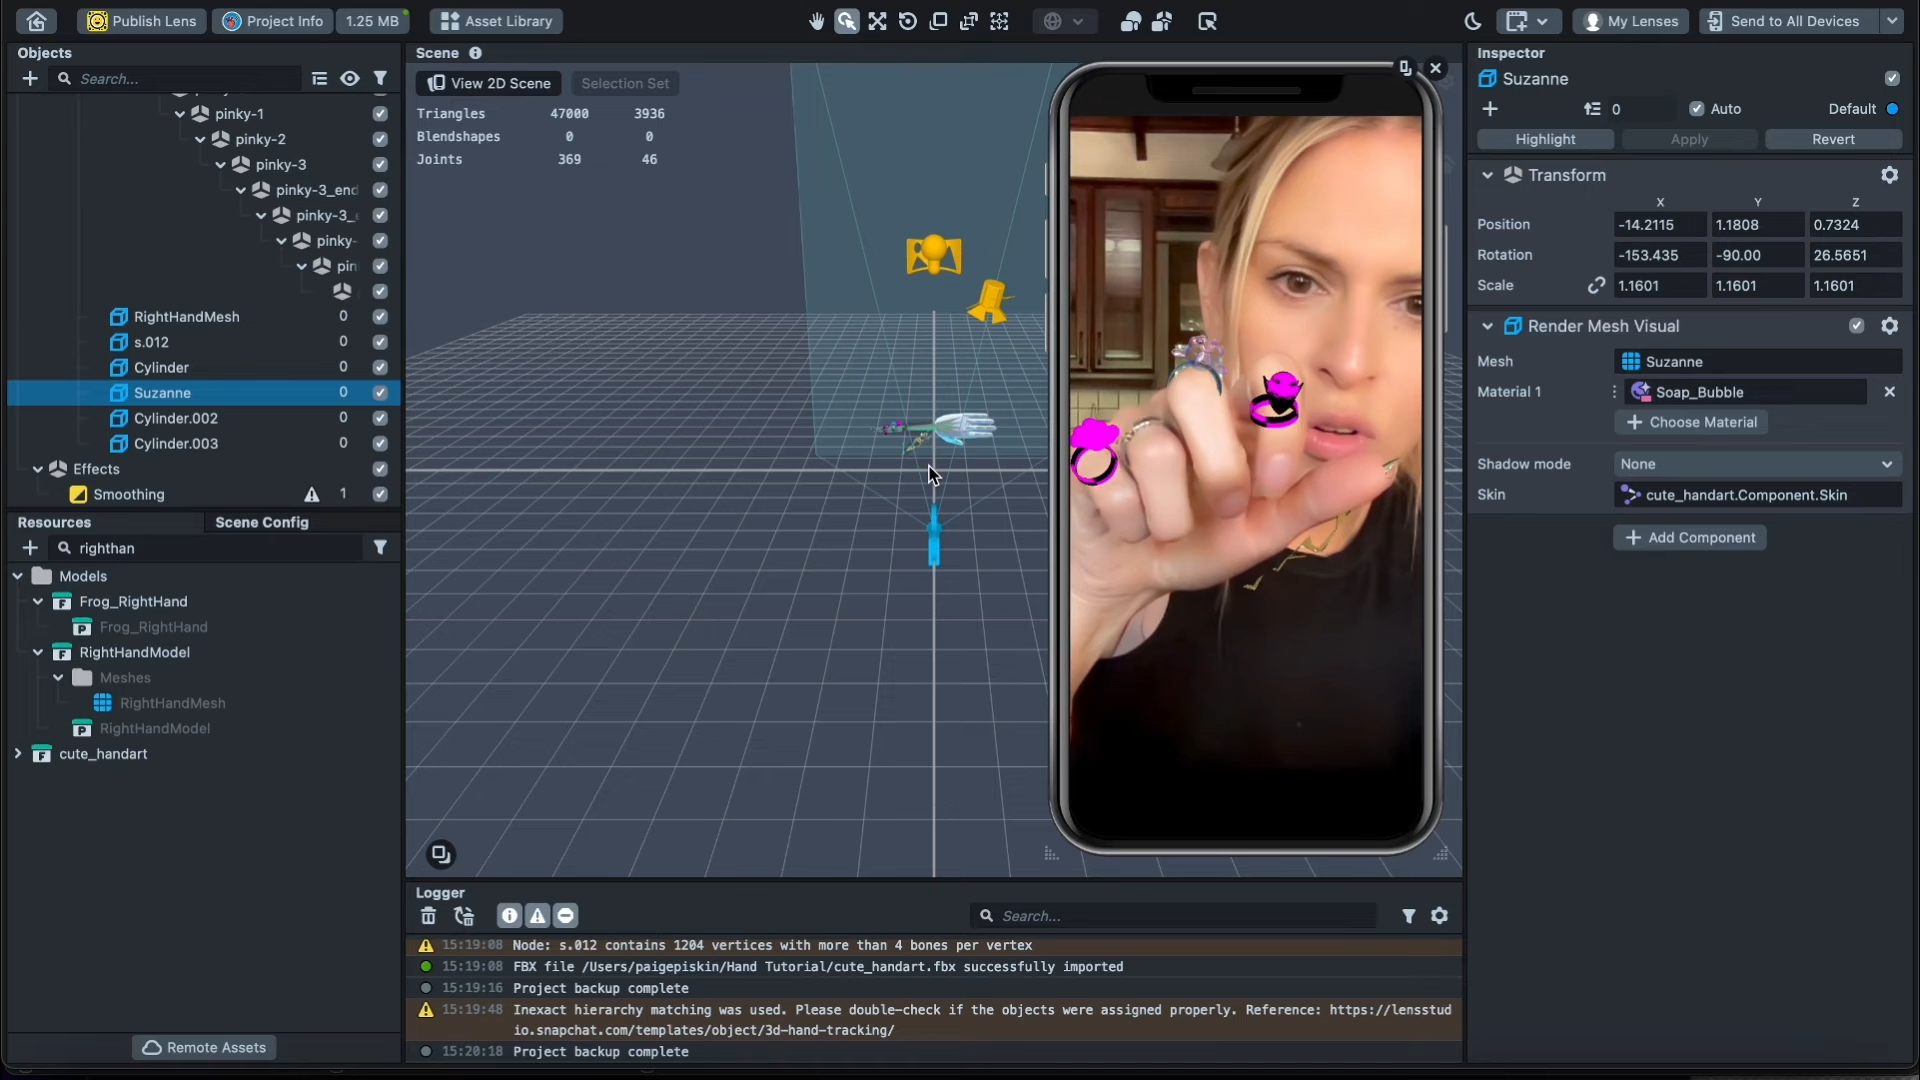 Publish Lens
Project Info
1.25 MB
Asset Library
My Lenses
Send to All Devices
Objects
Search...
pinky-1
pinky-2
pinky-3
pinky-3_end
pinky-3_
pinky-
pin
RightHandMesh 0
s.012 0
Cylinder 0
Suzanne 0
Cylinder.002 0
Cylinder.003 0
Effects
Smoothing 1
Resources
Scene Config
righthan
Models
Frog_RightHand
Frog_RightHand
RightHandModel
Meshes
RightHandMesh
RightHandModel
cute_handart
Remote Assets
Scene
View 2D Scene
Selection Set
Triangles 47000 3936
Blendshapes 0 0
Joints 369 46
Logger
Search...
15:19:08 Node: s.012 contains 1204 vertices with more than 4 bones per vertex
15:19:08 FBX file /Users/paigepiskin/Hand Tutorial/cute_handart.fbx successfully imported
15:19:16 Project backup complete
15:19:48 Inexact hierarchy matching was used. Please double-check if the objects were assigned properly. Reference: https://lensstud
io.snapchat.com/templates/object/3d-hand-tracking/
15:20:18 Project backup complete
Inspector
Suzanne
0 Auto Default
Highlight Apply Revert
Transform
X Y Z
Position -14.2115 1.1808 0.7324
Rotation -153.435 -90.00 26.5651
Scale 1.1601 1.1601 1.1601
Render Mesh Visual
Mesh Suzanne
Material 1 Soap_Bubble
Choose Material
Shadow mode None
Skin cute_handart.Component.Skin
Add Component